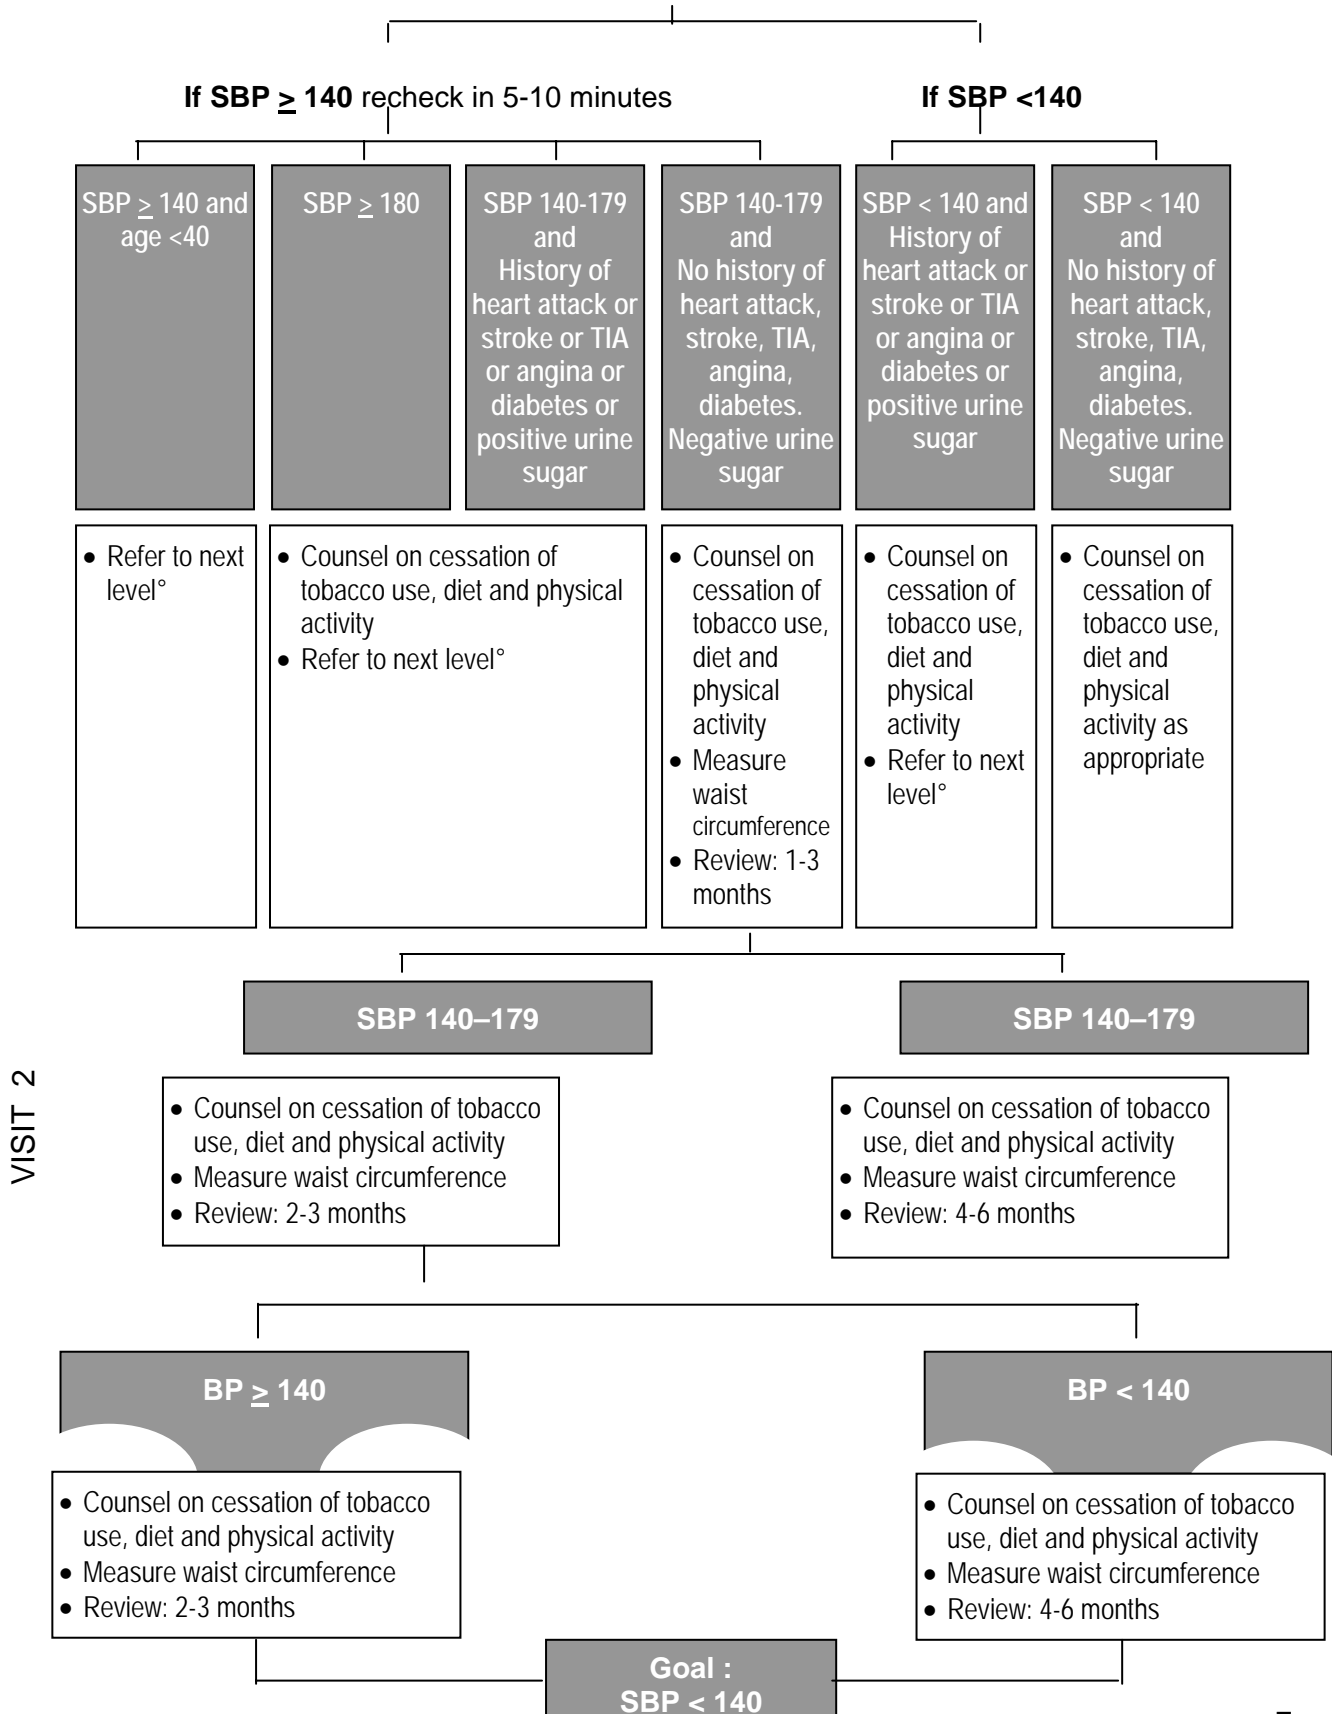 If SBP ≥ 140 recheck in 5-10 minutes
If SBP <140
SBP ≥ 140 and
age <40
SBP ≥ 180
SBP 140-179
and
History of
heart attack or
stroke or TIA
or angina or
diabetes or
positive urine
sugar
SBP 140-179
and
No history of
heart attack,
stroke, TIA,
angina,
diabetes.
Negative urine
sugar
SBP < 140 and
History of
heart attack or
stroke or TIA
or angina or
diabetes or
positive urine
sugar
SBP < 140
and
No history of
heart attack,
stroke, TIA,
angina,
diabetes.
Negative urine
sugar
• Refer to next
level°
• Counsel on cessation of
tobacco use, diet and physical
activity
• Refer to next level°
• Counsel on
cessation of
tobacco use,
diet and
physical
activity
• Measure
waist
circumference
• Review: 1-3
months
• Counsel on
cessation of
tobacco use,
diet and
physical
activity
• Refer to next
level°
• Counsel on
cessation of
tobacco use,
diet and
physical
activity as
appropriate
VISIT 2
SBP 140–179
SBP 140–179
• Counsel on cessation of tobacco
use, diet and physical activity
• Measure waist circumference
• Review: 2-3 months
• Counsel on cessation of tobacco
use, diet and physical activity
• Measure waist circumference
• Review: 4-6 months
BP ≥ 140
BP < 140
• Counsel on cessation of tobacco
use, diet and physical activity
• Measure waist circumference
• Review: 2-3 months
• Counsel on cessation of tobacco
use, diet and physical activity
• Measure waist circumference
• Review: 4-6 months
Goal :
SBP < 140